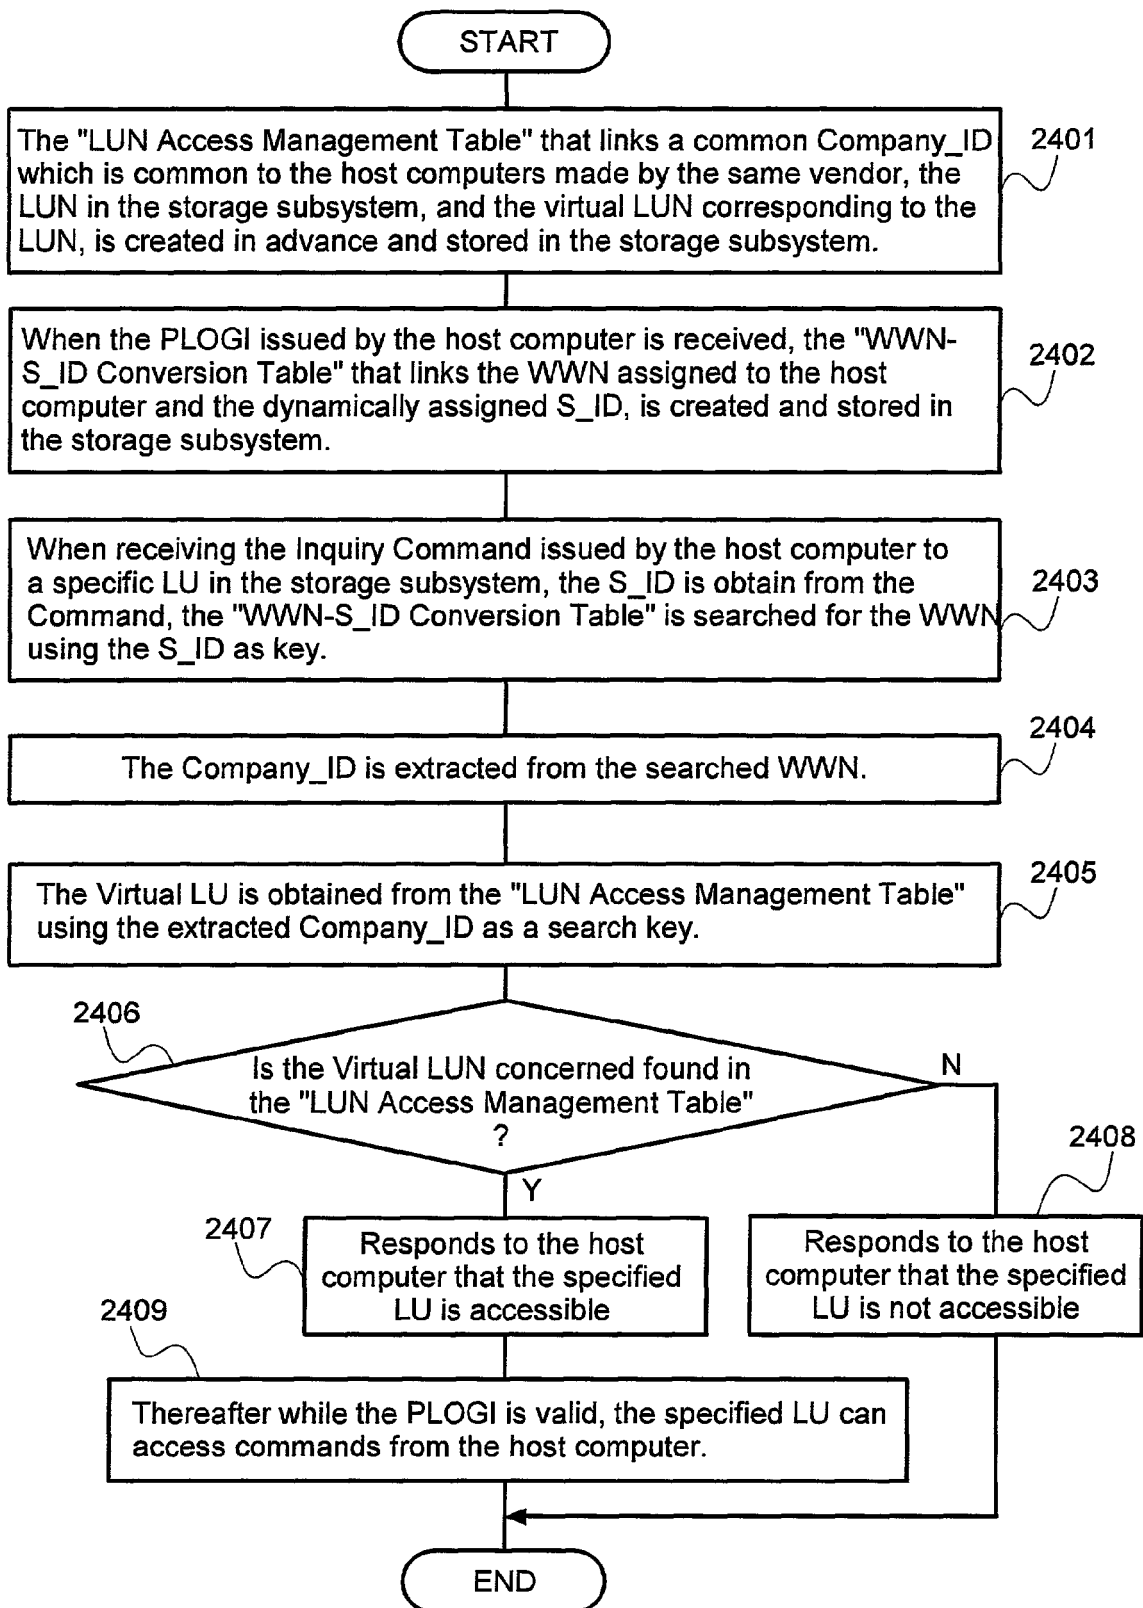 START
The "LUN Access Management Table" that links a common Company_ID
which is common to the host computers made by the same vendor, the
LUN in the storage subsystem, and the virtual LUN corresponding to the
LUN, is created in advance and stored in the storage subsystem.
2401
When the PLOGI issued by the host computer is received, the "WWN-
S_ID Conversion Table" that links the WWN assigned to the host
computer and the dynamically assigned S_ID, is created and stored in
the storage subsystem.
2402
When receiving the Inquiry Command issued by the host computer to
a specific LU in the storage subsystem, the S_ID is obtain from the
Command, the "WWN-S_ID Conversion Table" is searched for the WWN
using the S_ID as key.
2403
The Company_ID is extracted from the searched WWN.
2404
The Virtual LU is obtained from the "LUN Access Management Table"
using the extracted Company_ID as a search key.
2405
2406
Is the Virtual LUN concerned found in
the "LUN Access Management Table"
?
N
Y
2407
Responds to the host
computer that the specified
LU is accessible
2408
Responds to the host
computer that the specified
LU is not accessible
2409
Thereafter while the PLOGI is valid, the specified LU can
access commands from the host computer.
END